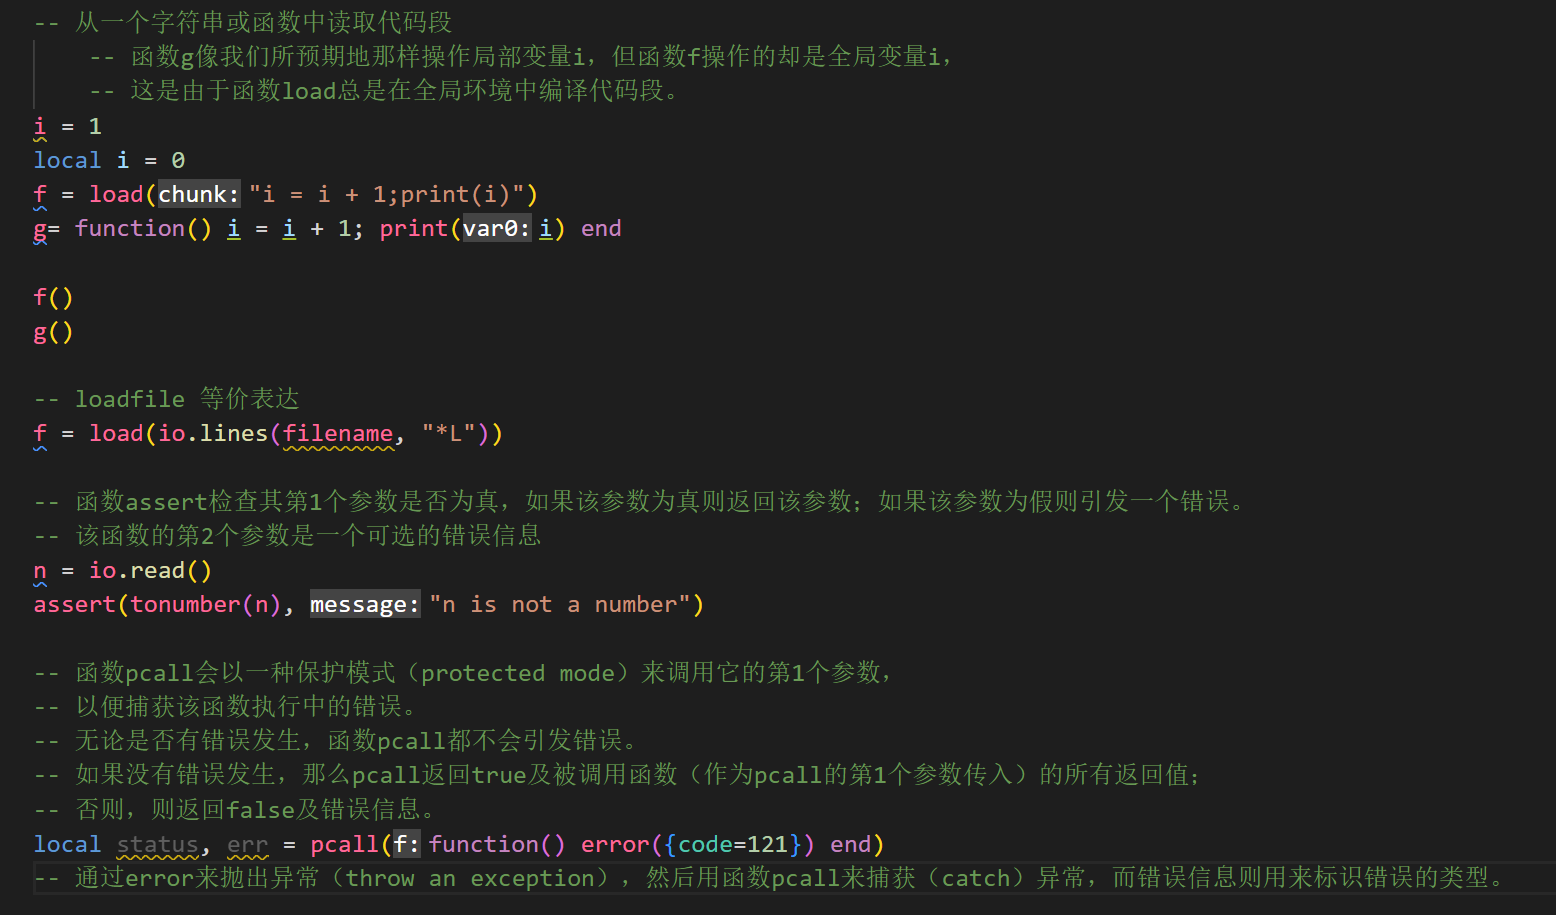 -- 从一个字符串或函数中读取代码段
-- 函数g像我们所预期地那样操作局部变量i，但函数f操作的却是全局变量i，
-- 这是由于函数load总是在全局环境中编译代码段。
i = 1
local i = 0
f = load(chunk: "i = i + 1;print(i)")
g= function() i = i + 1; print(var0: i) end
f()
g()
-- loadfile 等价表达
f = load(io.lines(filename, "*L"))
-- 函数assert检查其第1个参数是否为真，如果该参数为真则返回该参数；如果该参数为假则引发一个错误。
-- 该函数的第2个参数是一个可选的错误信息
n = io.read()
assert(tonumber(n), message: "n is not a number")
-- 函数pcall会以一种保护模式（protected mode）来调用它的第1个参数，
-- 以便捕获该函数执行中的错误。
-- 无论是否有错误发生，函数pcall都不会引发错误。
-- 如果没有错误发生，那么pcall返回true及被调用函数（作为pcall的第1个参数传入）的所有返回值；
-- 否则，则返回false及错误信息。
local status, err = pcall(f: function() error({code=121}) end)
-- 通过error来抛出异常（throw an exception），然后用函数pcall来捕获（catch）异常，而错误信息则用来标识错误的类型。